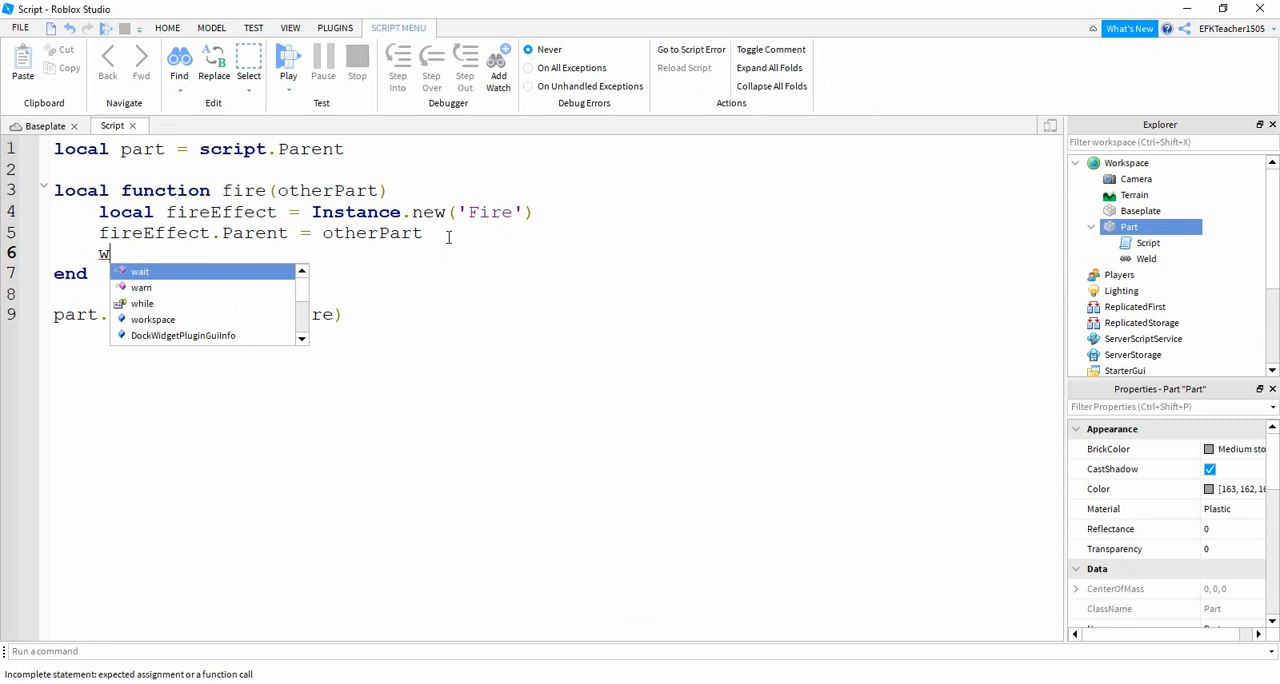 Script - Roblox Studio
FILE HOME MODEL TEST VIEW PLUGINS SCRIPT MENU What's New EFKTeacher1505
Paste Cut Copy Back Fwd Find Replace Select Play Pause Stop Step Into Step Over Step Out Add Watch
Never
On All Exceptions
On Unhandled Exceptions
Go to Script Error
Reload Script
Toggle Comment
Expand All Folds
Collapse All Folds
Clipboard Navigate Edit Test Debugger Debug Errors Actions
Baseplate Script
1 local part = script.Parent
2
3 local function fire(otherPart)
4 local fireEffect = Instance.new('Fire')
5 fireEffect.Parent = otherPart
6 w
7 end
8
9 part. re)
wait
warn
while
workspace
DockWidgetPluginGuiInfo
Explorer
Filter workspace (Ctrl+Shift+X)
Workspace
Camera
Terrain
Baseplate
Part
Script
Weld
Players
Lighting
ReplicatedFirst
ReplicatedStorage
ServerScriptService
ServerStorage
StarterGui
Properties - Part "Part"
Filter Properties (Ctrl+Shift+P)
Appearance
BrickColor Medium sto
CastShadow
Color [163, 162, 16
Material Plastic
Reflectance 0
Transparency 0
Data
CenterOfMass 0, 0, 0
ClassName Part
Run a command
Incomplete statement: expected assignment or a function call